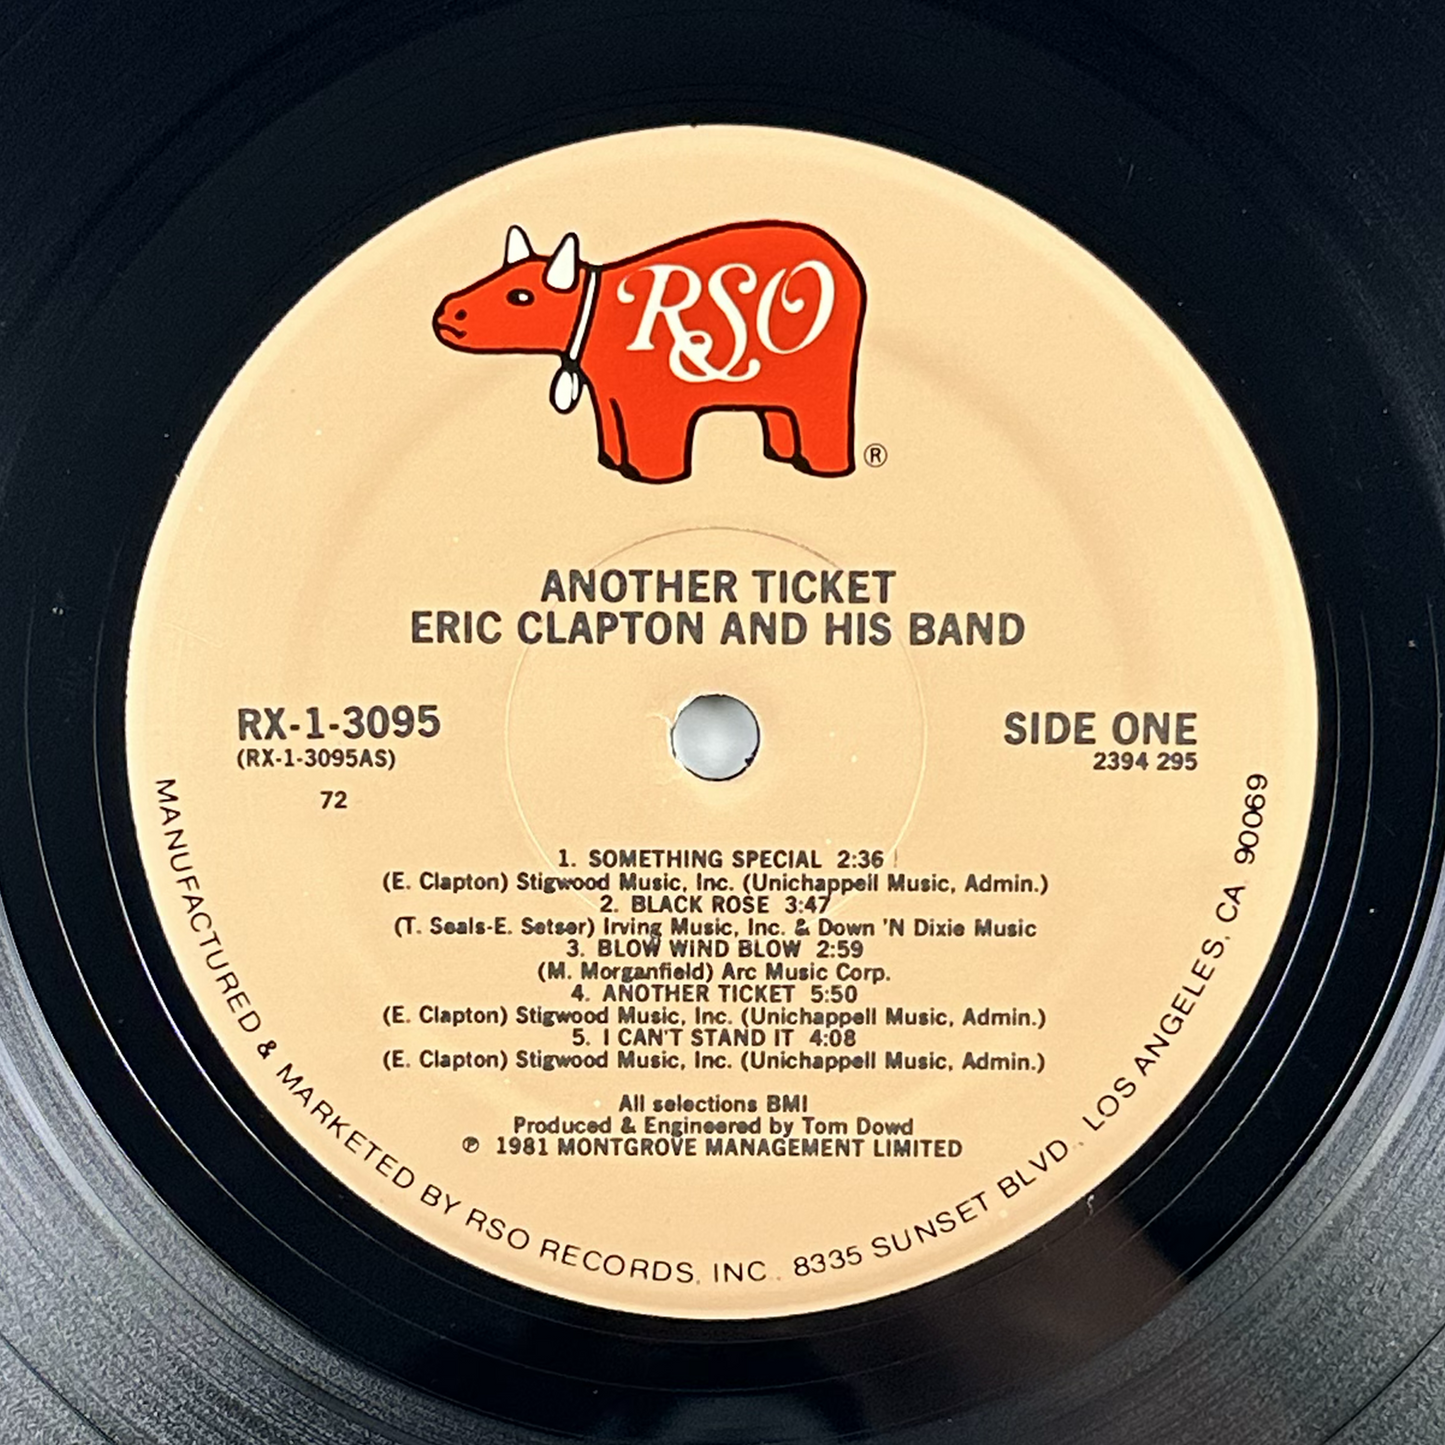 RSO
®
ANOTHER TICKET
ERIC CLAPTON AND HIS BAND
RX-1-3095
(RX-1-3095AS)
72
SIDE ONE
2394 295
1. SOMETHING SPECIAL 2:36
(E. Clapton) Stigwood Music, Inc. (Unichappell Music, Admin.)
2. BLACK ROSE 3:47
(T. Seals-E. Setser) Irving Music, Inc. & Down 'N Dixie Music
3. BLOW WIND BLOW 2:59
(M. Morganfield) Arc Music Corp.
4. ANOTHER TICKET 5:50
(E. Clapton) Stigwood Music, Inc. (Unichappell Music, Admin.)
5. I CAN'T STAND IT 4:08
(E. Clapton) Stigwood Music, Inc. (Unichappell Music, Admin.)
All selections BMI
Produced & Engineered by Tom Dowd
℗ 1981 MONTGROVE MANAGEMENT LIMITED
MANUFACTURED & MARKETED BY RSO RECORDS, INC., 8335 SUNSET BLVD., LOS ANGELES, CA. 90069